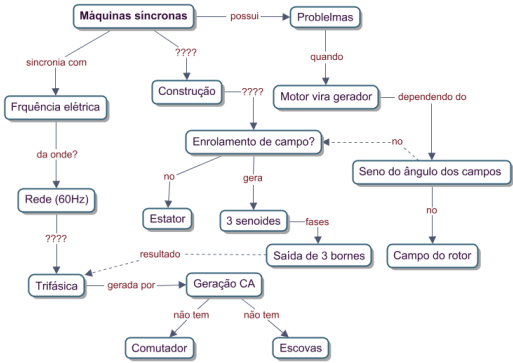 Máquinas síncronas
possui
Problelmas
sincronia com
????
quando
Frquência elétrica
Construção
????
Motor vira gerador
dependendo do
da onde?
Enrolamento de campo?
no
Seno do ângulo dos campos
no
gera
Rede (60Hz)
Estator
3 senoides
fases
no
????
resultado
Saída de 3 bornes
Campo do rotor
Trifásica
gerada por
Geração CA
não tem
não tem
Comutador
Escovas